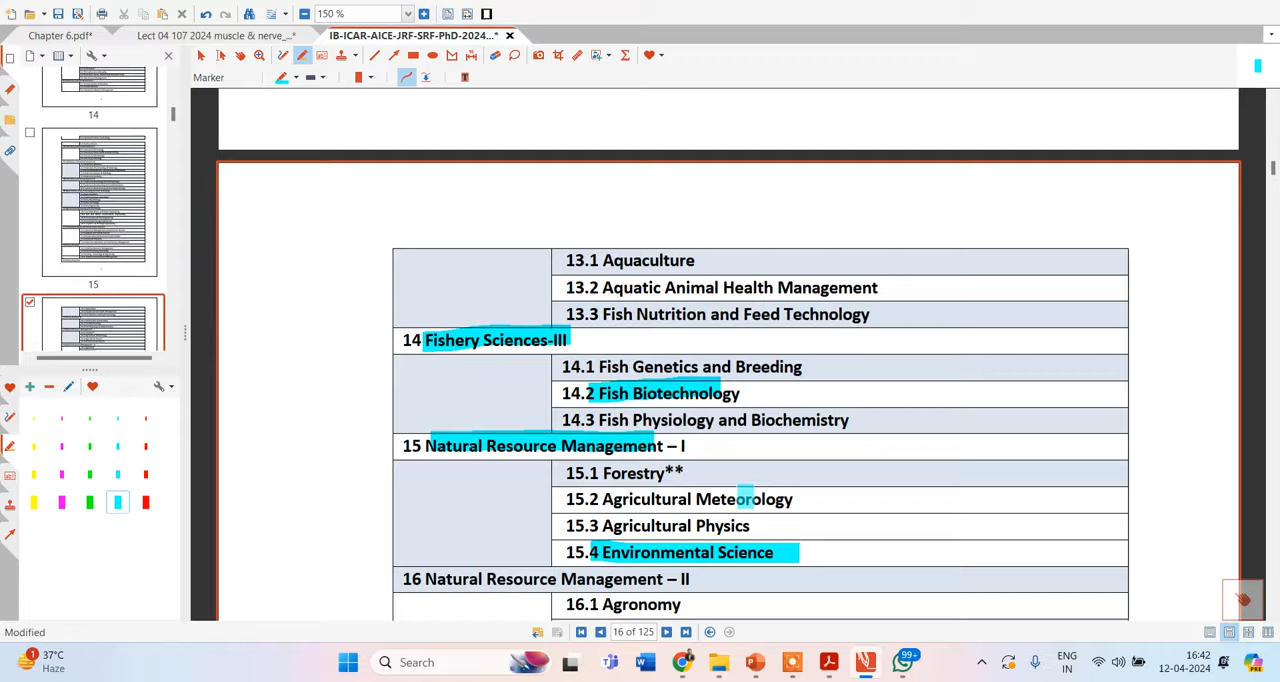 150 %
Chapter 6.pdf*
Lect 04 107 2024 muscle & nerve_...*
IB-ICAR-AICE-JRF-SRF-PhD-2024...*
Marker
14
15
13.1 Aquaculture
13.2 Aquatic Animal Health Management
13.3 Fish Nutrition and Feed Technology
14 Fishery Sciences-III
14.1 Fish Genetics and Breeding
14.2 Fish Biotechnology
14.3 Fish Physiology and Biochemistry
15 Natural Resource Management – I
15.1 Forestry**
15.2 Agricultural Meteorology
15.3 Agricultural Physics
15.4 Environmental Science
16 Natural Resource Management – II
16.1 Agronomy
Modified
16 of 125
1
37°C
Haze
Search
99+
ENG
IN
16:42
12-04-2024
PRE